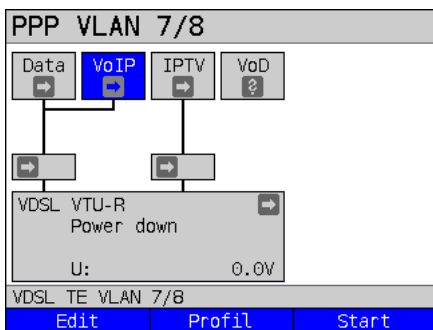 PPP VLAN 7/8
Data VoIP IPTV VoD
?
VDSL VTU-R
Power down
U: 0.0V
VDSL TE VLAN 7/8
Edit Profil Start